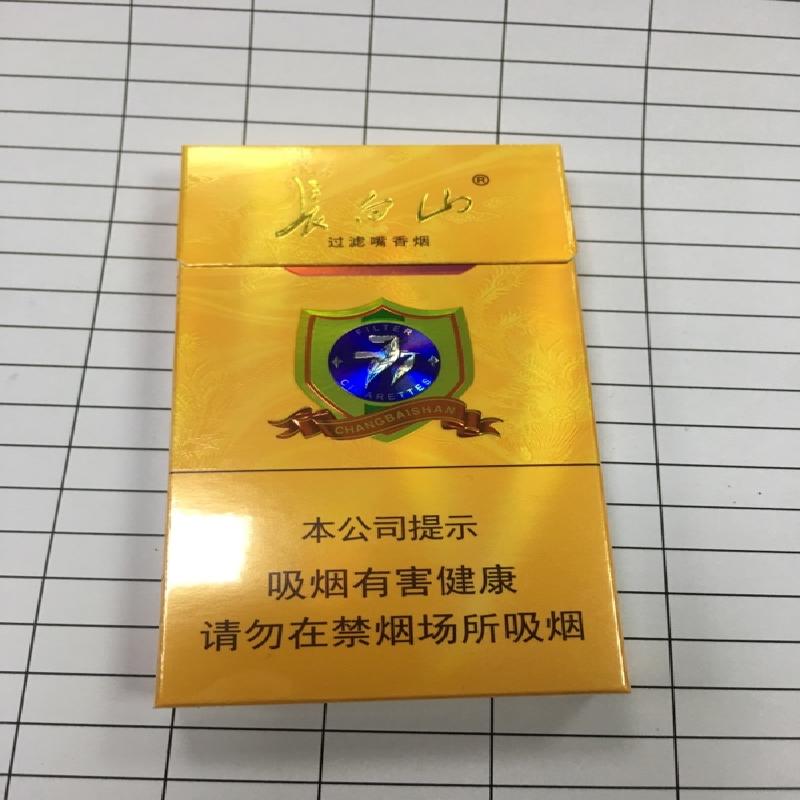 長白山®
过滤嘴香烟
FILTER
CIGARETTES
CHANGBAISHAN
本公司提示
吸烟有害健康
请勿在禁烟场所吸烟